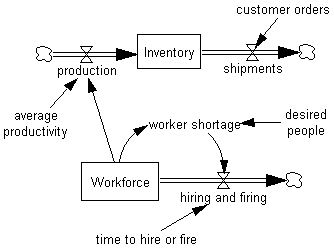 customer orders
Inventory
production
shipments
average
productivity
worker shortage
desired
people
Workforce
hiring and firing
time to hire or fire